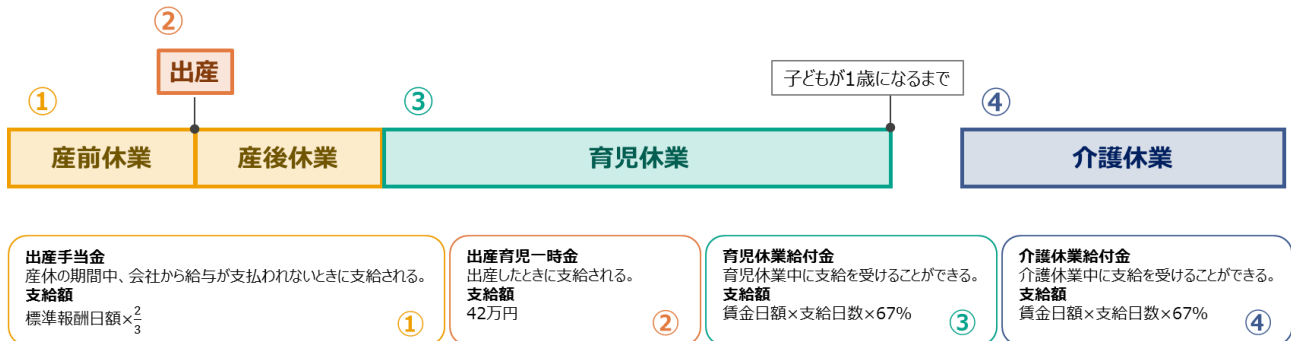 ②
出産
子どもが1歳になるまで
①
③
④
産前休業
産後休業
育児休業
介護休業
出産手当金
産休の期間中、会社から給与が支払われないときに支給される。
支給額
標準報酬日額×2/3
①
出産育児一時金
出産したときに支給される。
支給額
42万円
②
育児休業給付金
育児休業中に支給を受けることができる。
支給額
賃金日額×支給日数×67%
③
介護休業給付金
介護休業中に支給を受けることができる。
支給額
賃金日額×支給日数×67%
④